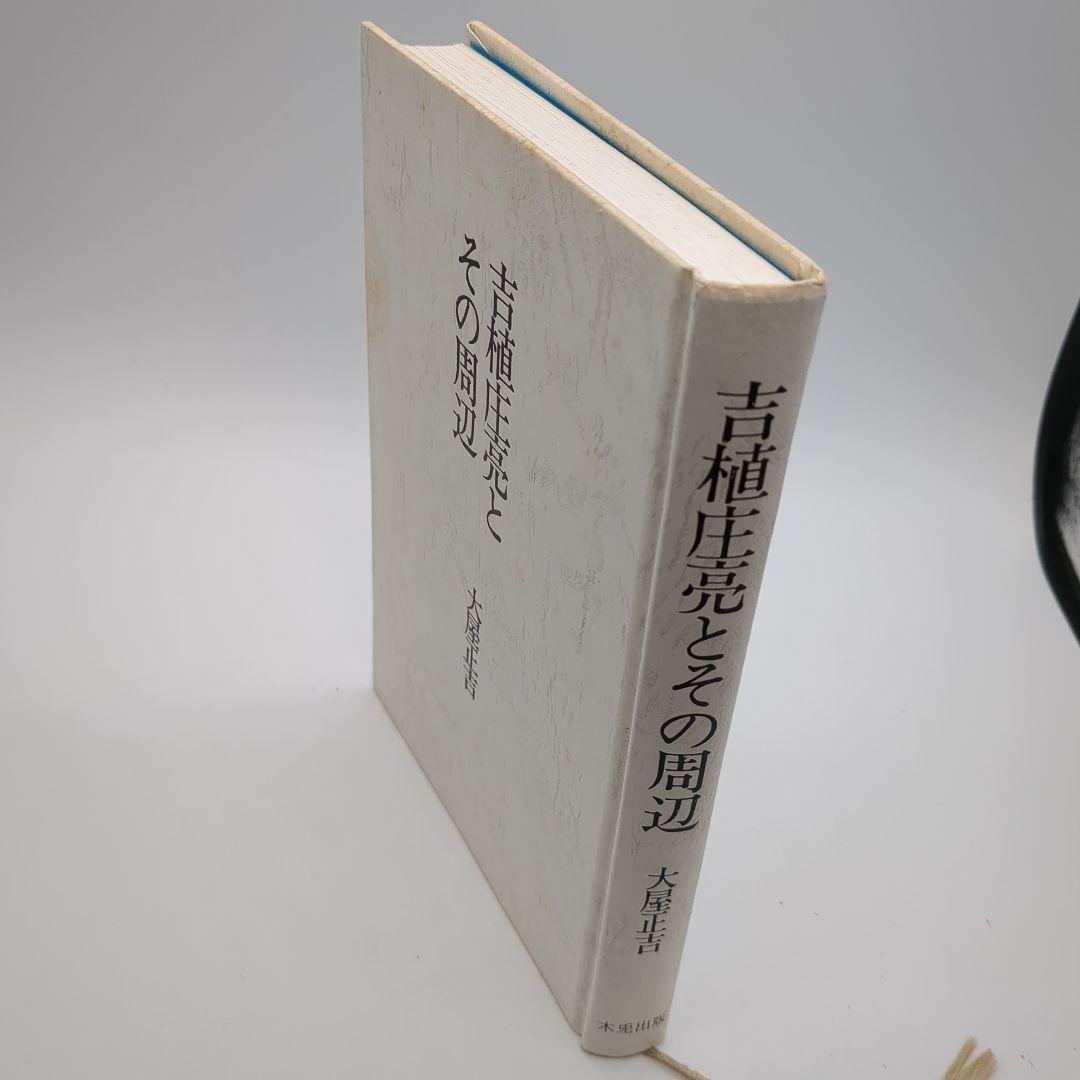 吉植庄亮と
その周辺
大屋正吉
吉植庄亮とその周辺
大屋正吉
木兎出版